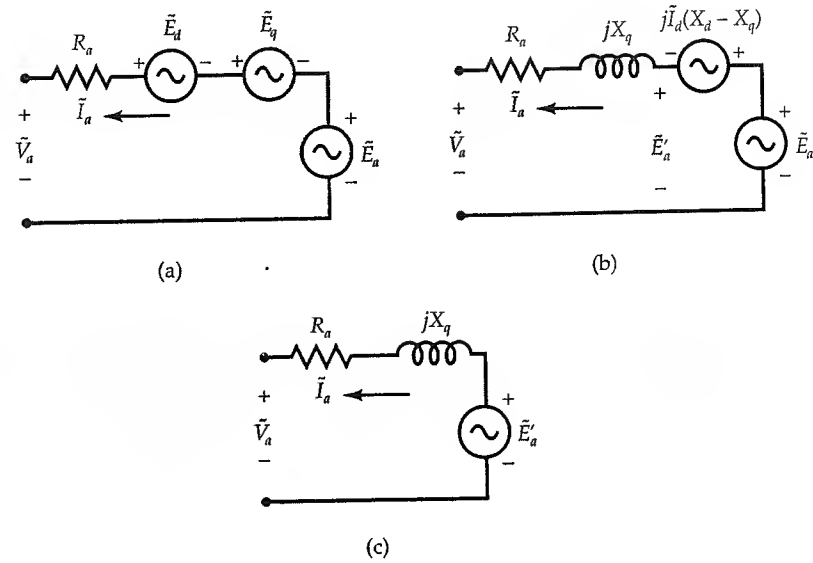 R_a
Ẽ_d
Ẽ_q
+ − + −
Ĩ_a
+
Ṽ_a
−
+
Ẽ_a
−
(a)
R_a
jX_q
jĨ_d(X_d − X_q)
− +
Ĩ_a
+
Ṽ_a
−
+
Ẽ′_a
−
+
Ẽ_a
−
(b)
R_a
jX_q
Ĩ_a
+
Ṽ_a
−
+
Ẽ′_a
−
(c)